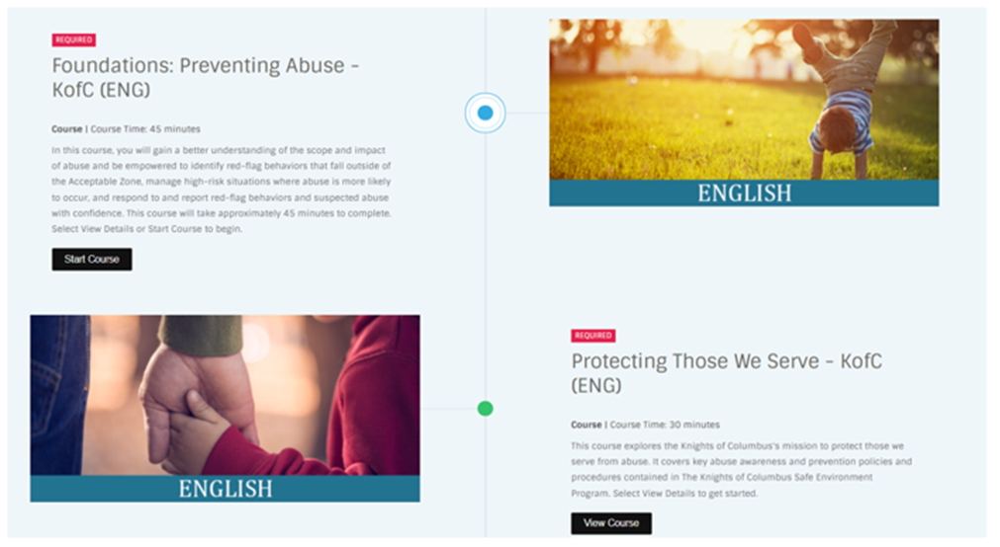 REQUIRED
Foundations: Preventing Abuse -
KofC (ENG)
Course | Course Time: 45 minutes
In this course, you will gain a better understanding of the scope and impact
of abuse and be empowered to identify red-flag behaviors that fall outside of
the Acceptable Zone, manage high-risk situations where abuse is more likely
to occur, and respond to and report red-flag behaviors and suspected abuse
with confidence. This course will take approximately 45 minutes to complete.
Select View Details or Start Course to begin.
Start Course
ENGLISH
ENGLISH
REQUIRED
Protecting Those We Serve - KofC
(ENG)
Course | Course Time: 30 minutes
This course explores the Knights of Columbus's mission to protect those we
serve from abuse. It covers key abuse awareness and prevention policies and
procedures contained in The Knights of Columbus Safe Environment
Program. Select View Details to get started.
View Course